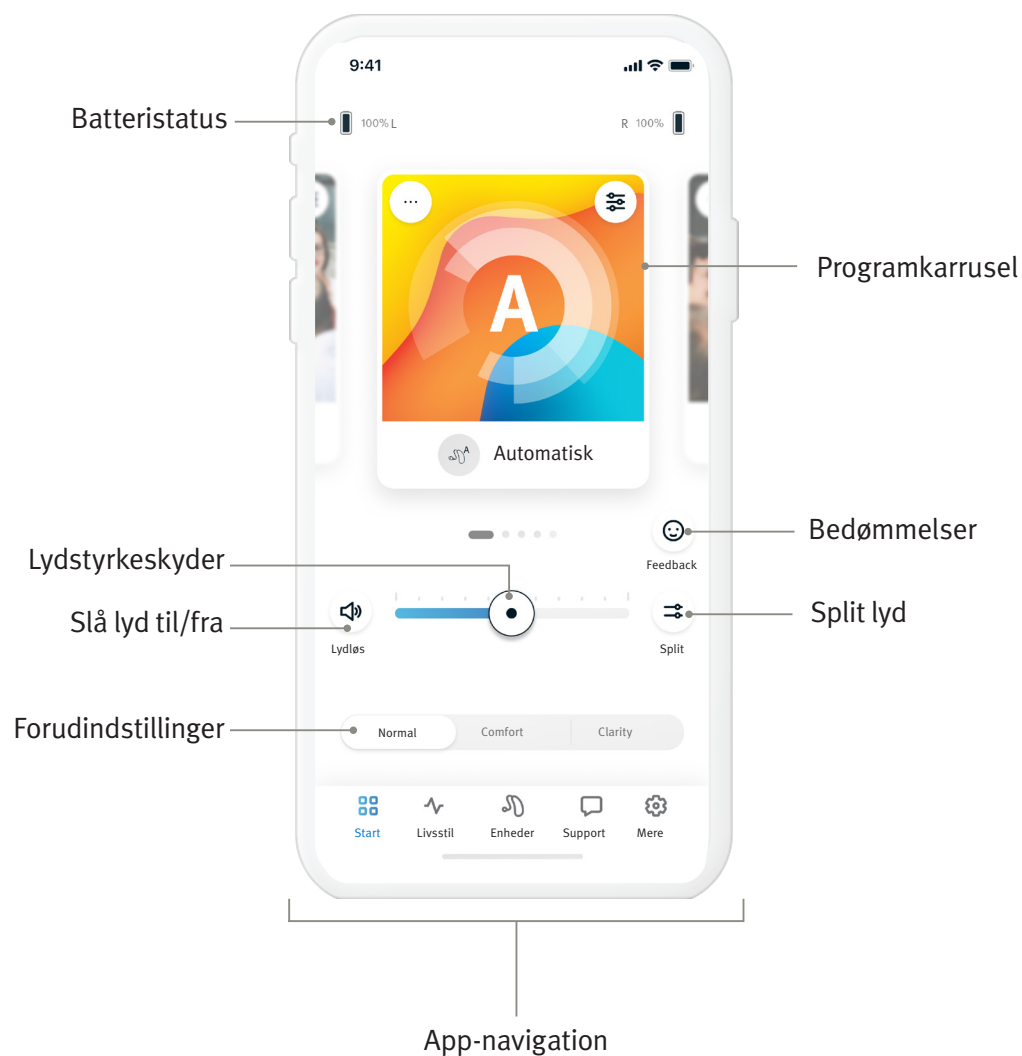 9:41
Batteristatus
100% L
R 100%
...
A
Programkarrusel
A
Automatisk
Bedømmelser
Feedback
Lydstyrkeskyder
Slå lyd til/fra
Split lyd
Lydløs
Split
Forudindstillinger
Normal
Comfort
Clarity
Start
Livsstil
Enheder
Support
Mere
App-navigation